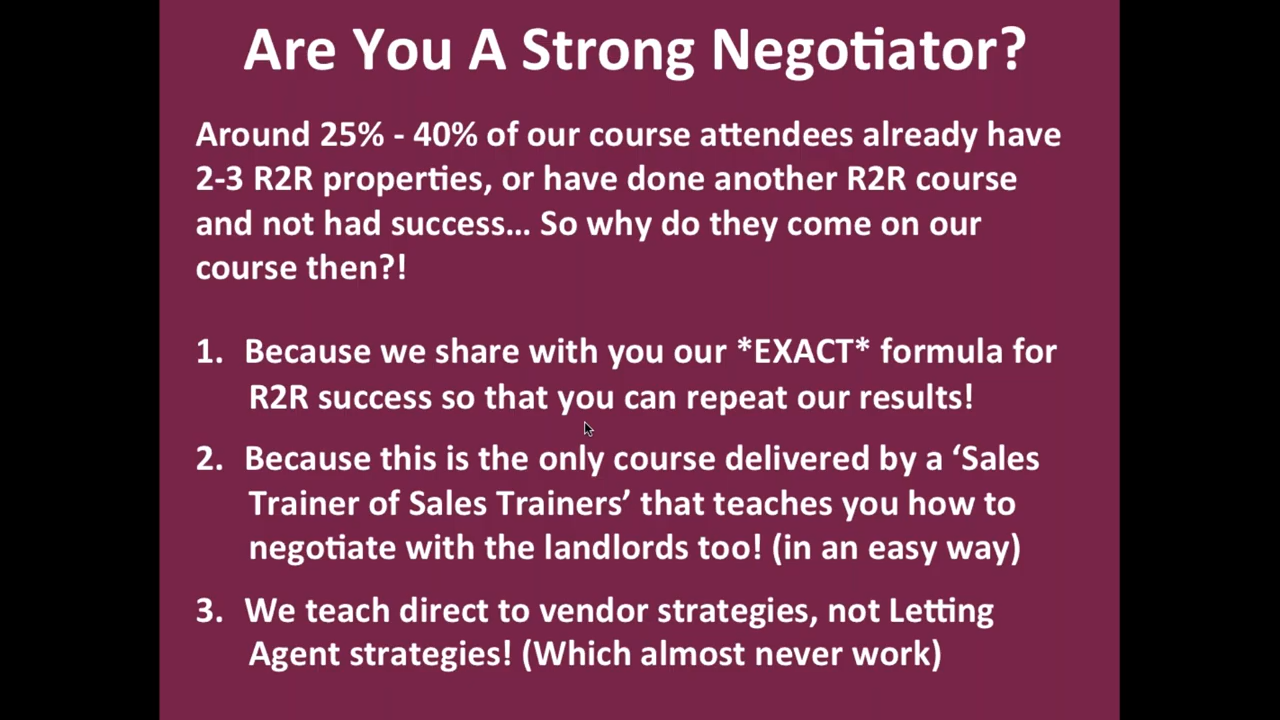 Are You A Strong Negotiator?
Around 25% - 40% of our course attendees already have
2-3 R2R properties, or have done another R2R course
and not had success... So why do they come on our
course then?!
1. Because we share with you our *EXACT* formula for
R2R success so that you can repeat our results!
2. Because this is the only course delivered by a ‘Sales
Trainer of Sales Trainers’ that teaches you how to
negotiate with the landlords too! (in an easy way)
3. We teach direct to vendor strategies, not Letting
Agent strategies! (Which almost never work)